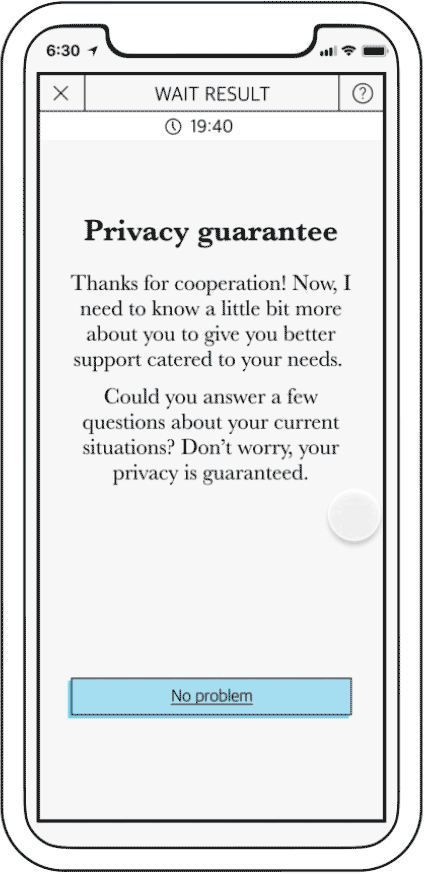 6:30
WAIT RESULT
19:40
Privacy guarantee
Thanks for cooperation! Now, I
need to know a little bit more
about you to give you better
support catered to your needs.
Could you answer a few
questions about your current
situations? Don't worry, your
privacy is guaranteed.
No problem